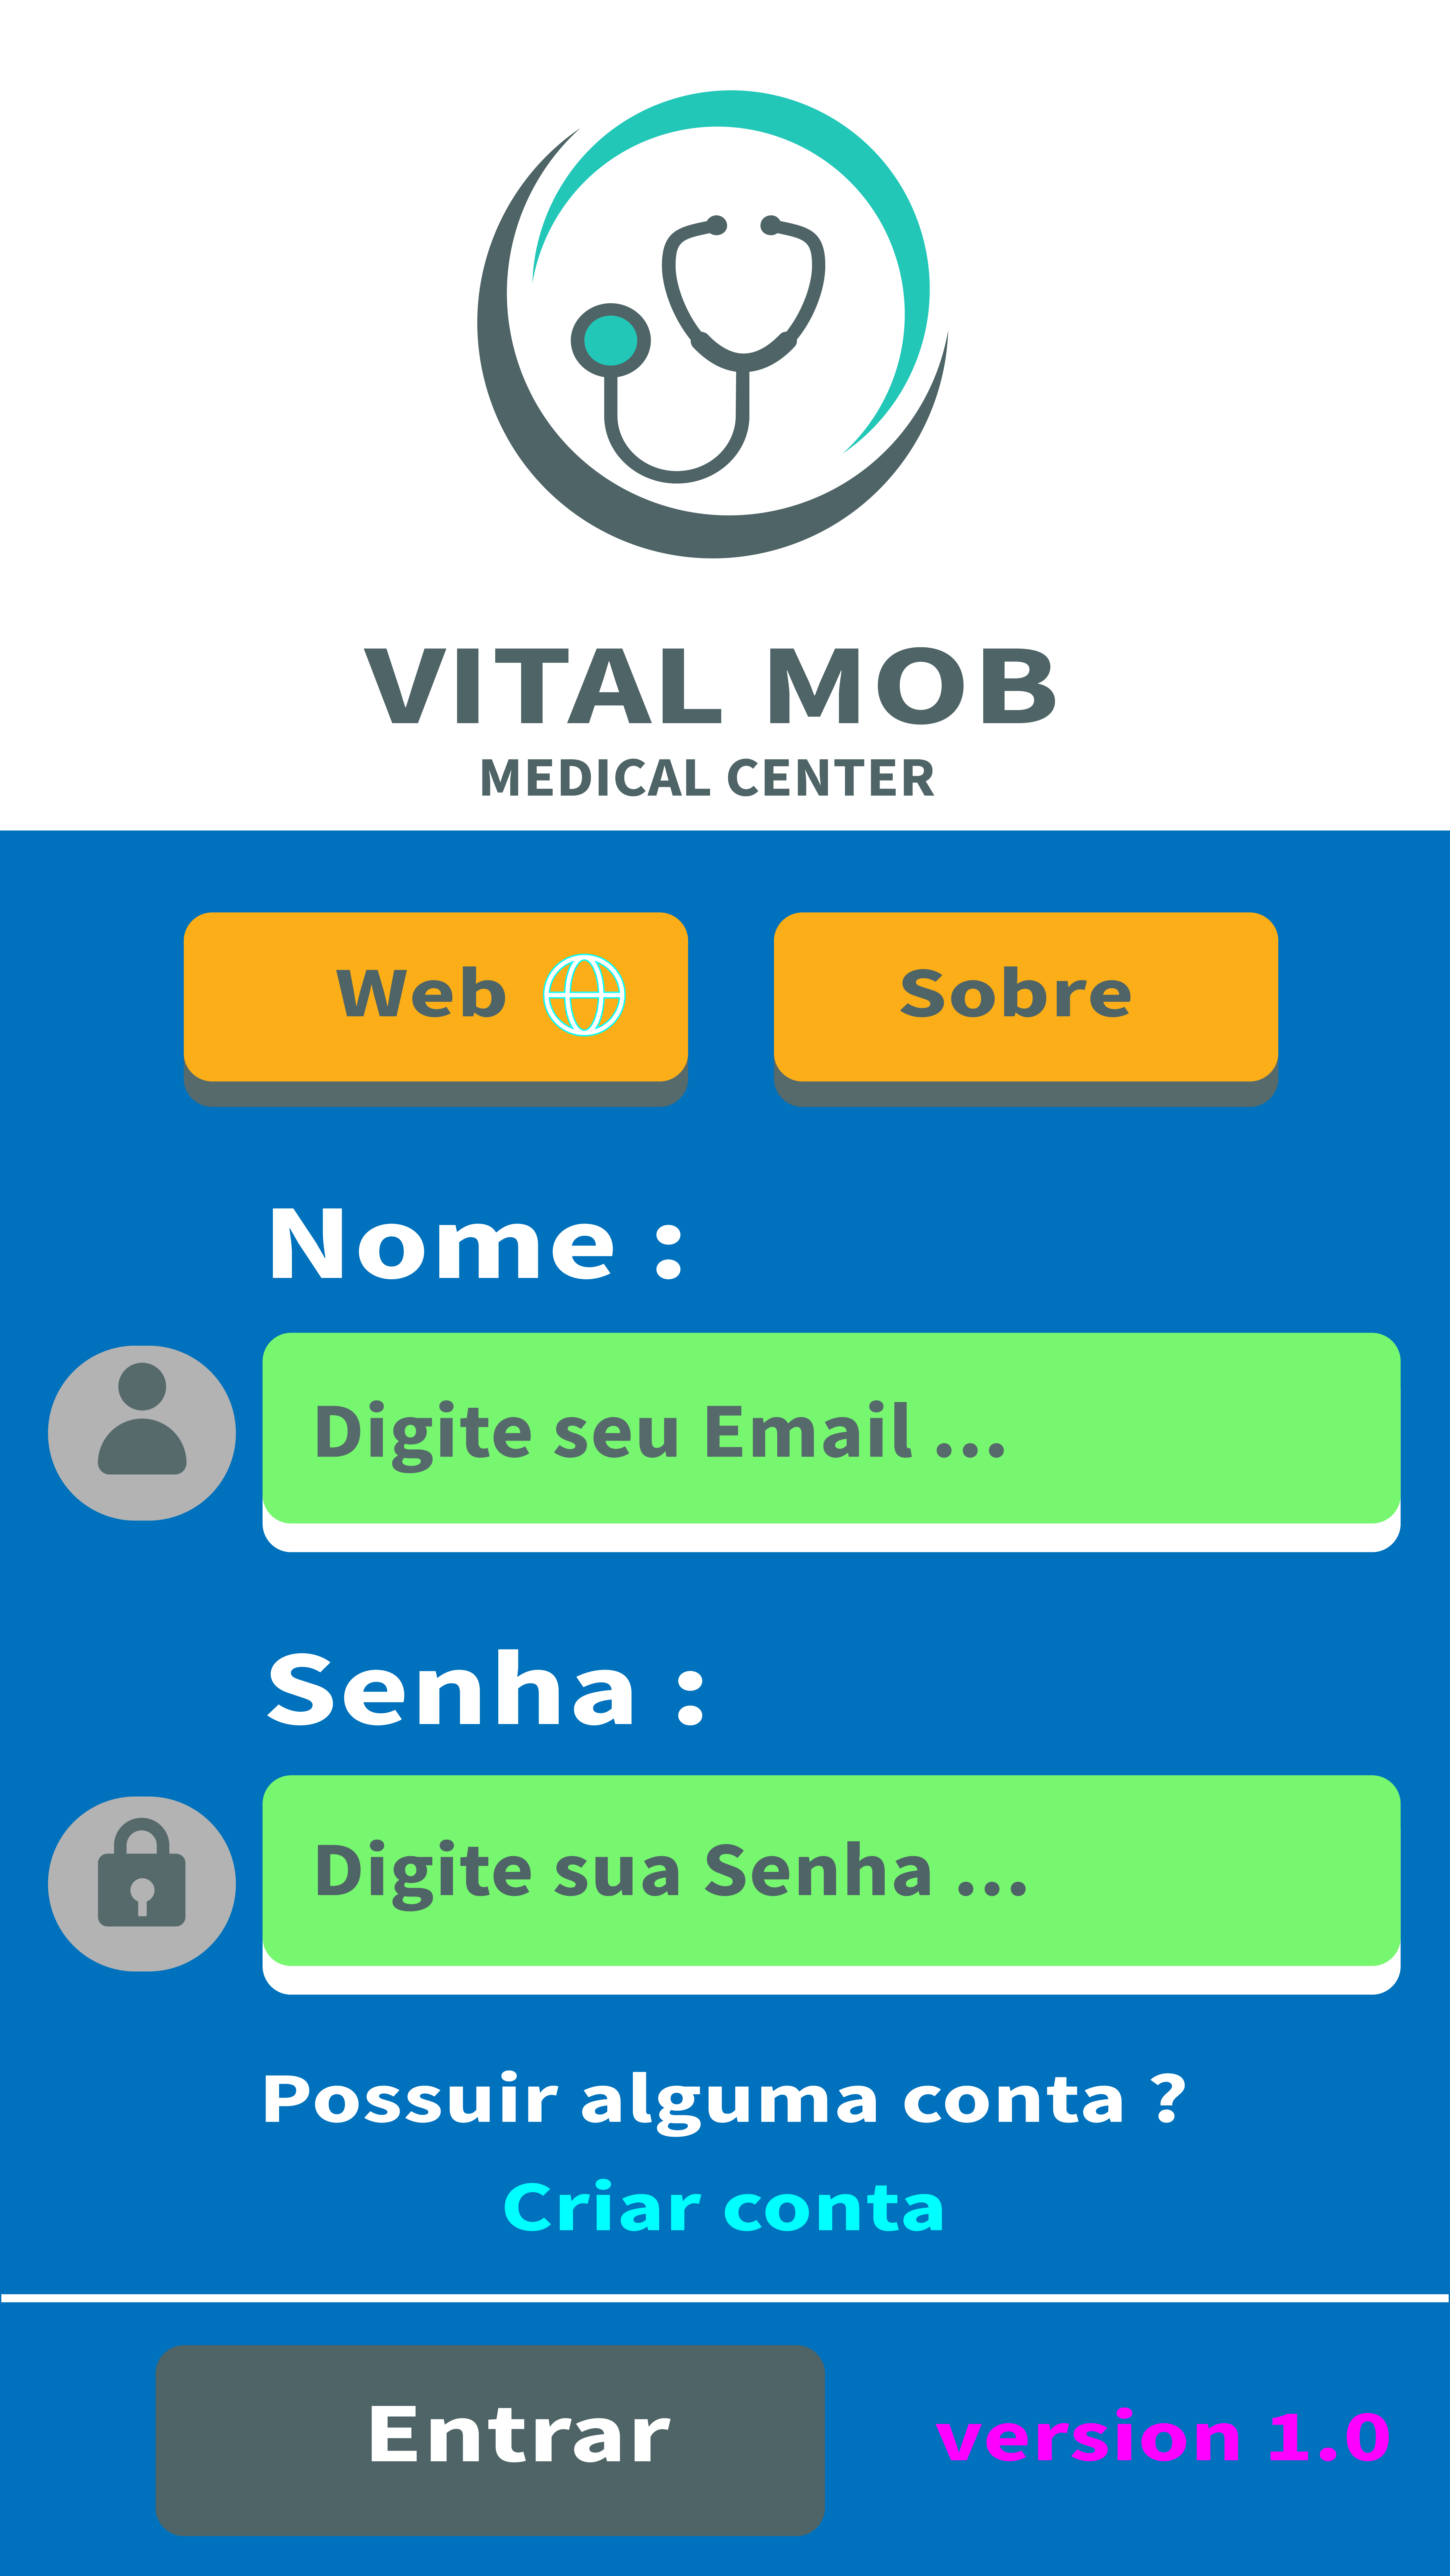 VITAL MOB
MEDICAL CENTER
Web
Sobre
Nome :
Digite seu Email ...
Senha :
Digite sua Senha ...
Possuir alguma conta ?
Criar conta
Entrar
version 1.0